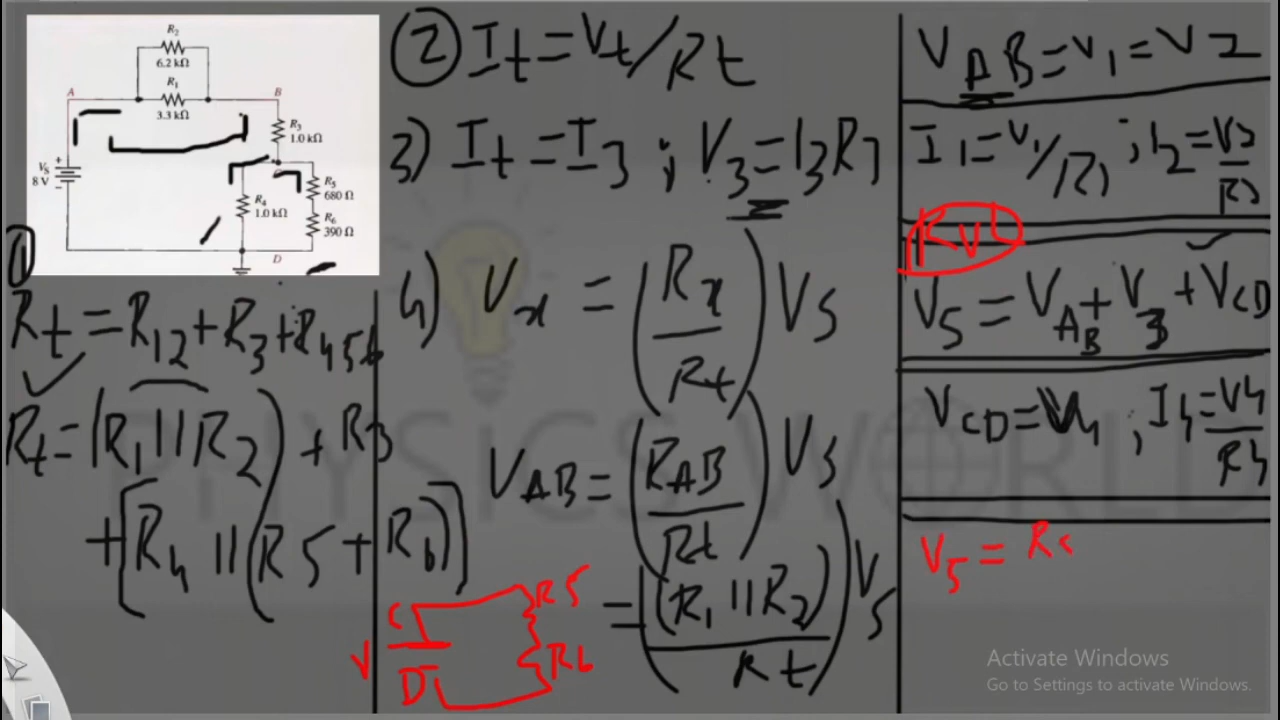 R2
6.2 kΩ
A
R1
3.3 kΩ
B
R3
1.0 kΩ
VS
8 V
+
−
R4
1.0 kΩ
R5
680 Ω
R6
390 Ω
D
①
Rt = R12 + R3 + R456
Rt = (R1 || R2) + R3
+ [R4 || (R5 + R6)]
C
V
D
R5
R6
② It = Vt / Rt
3) It = I3 ; V3 = I3R3
4) Vx = (Rx / Rt) VS
VAB = (RAB / Rt) VS
= ((R1 || R2) / Rt) VS
VAB = V1 = V2
I1 = V1/R1 ; I2 = V2/R2
KVL
VS = VAB + V3 + VCD
VCD = V4 , I4 = V4/R4
V5 =
PHYSICS WORLD
Activate Windows
Go to Settings to activate Windows.